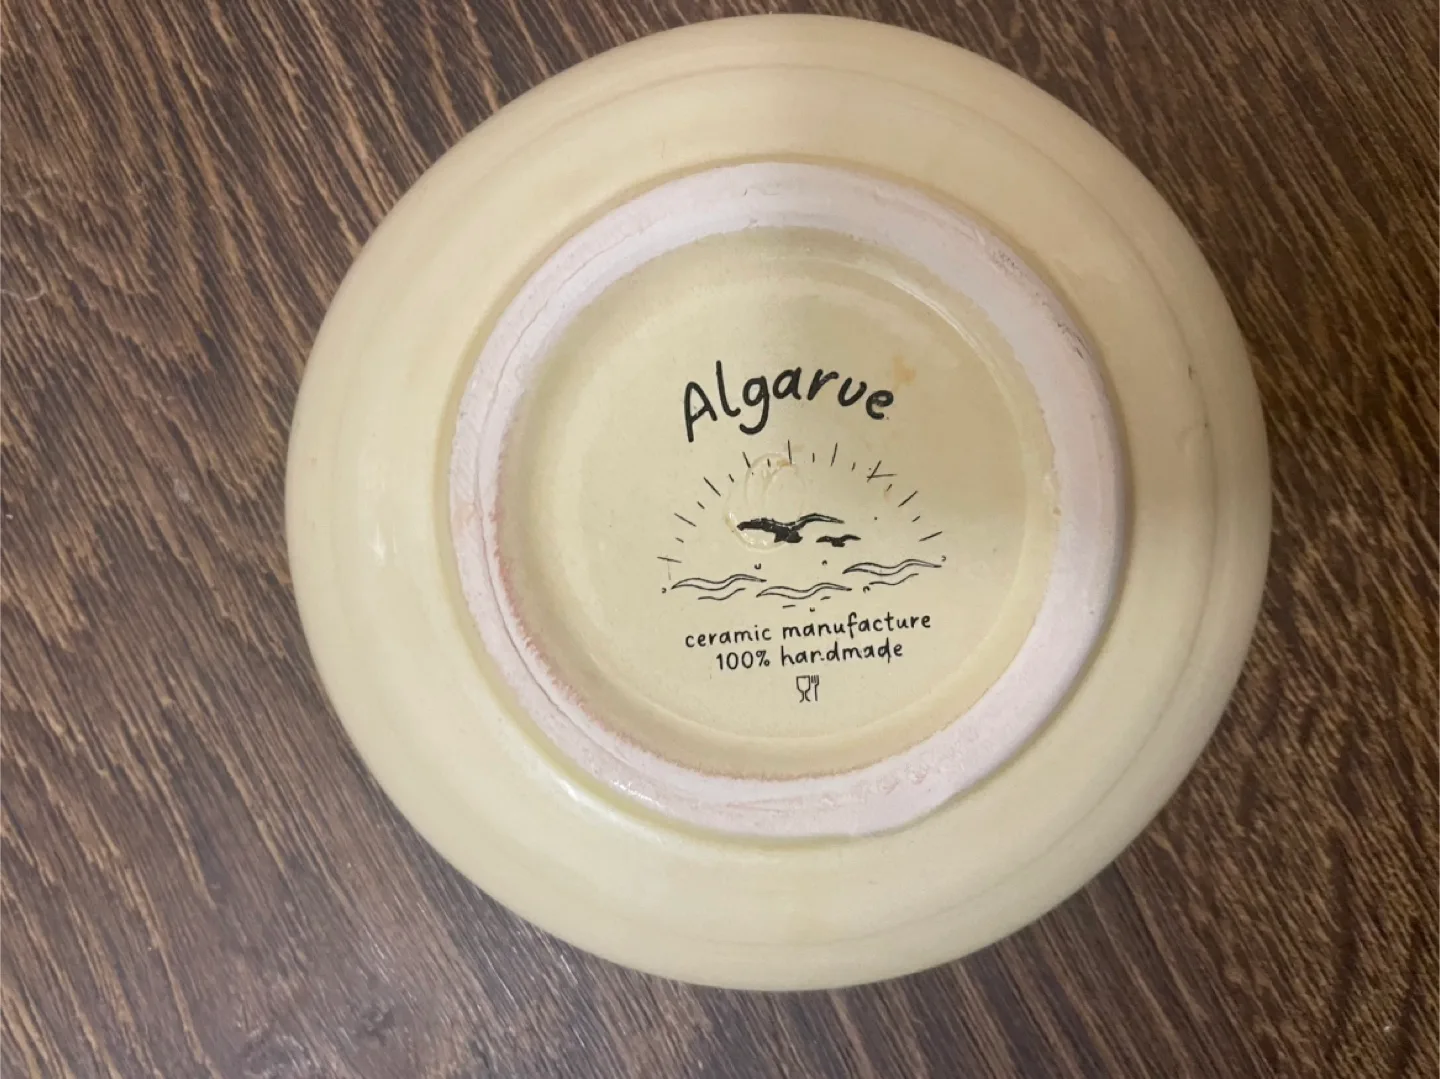 Algarve
ceramic manufacture
100% handmade